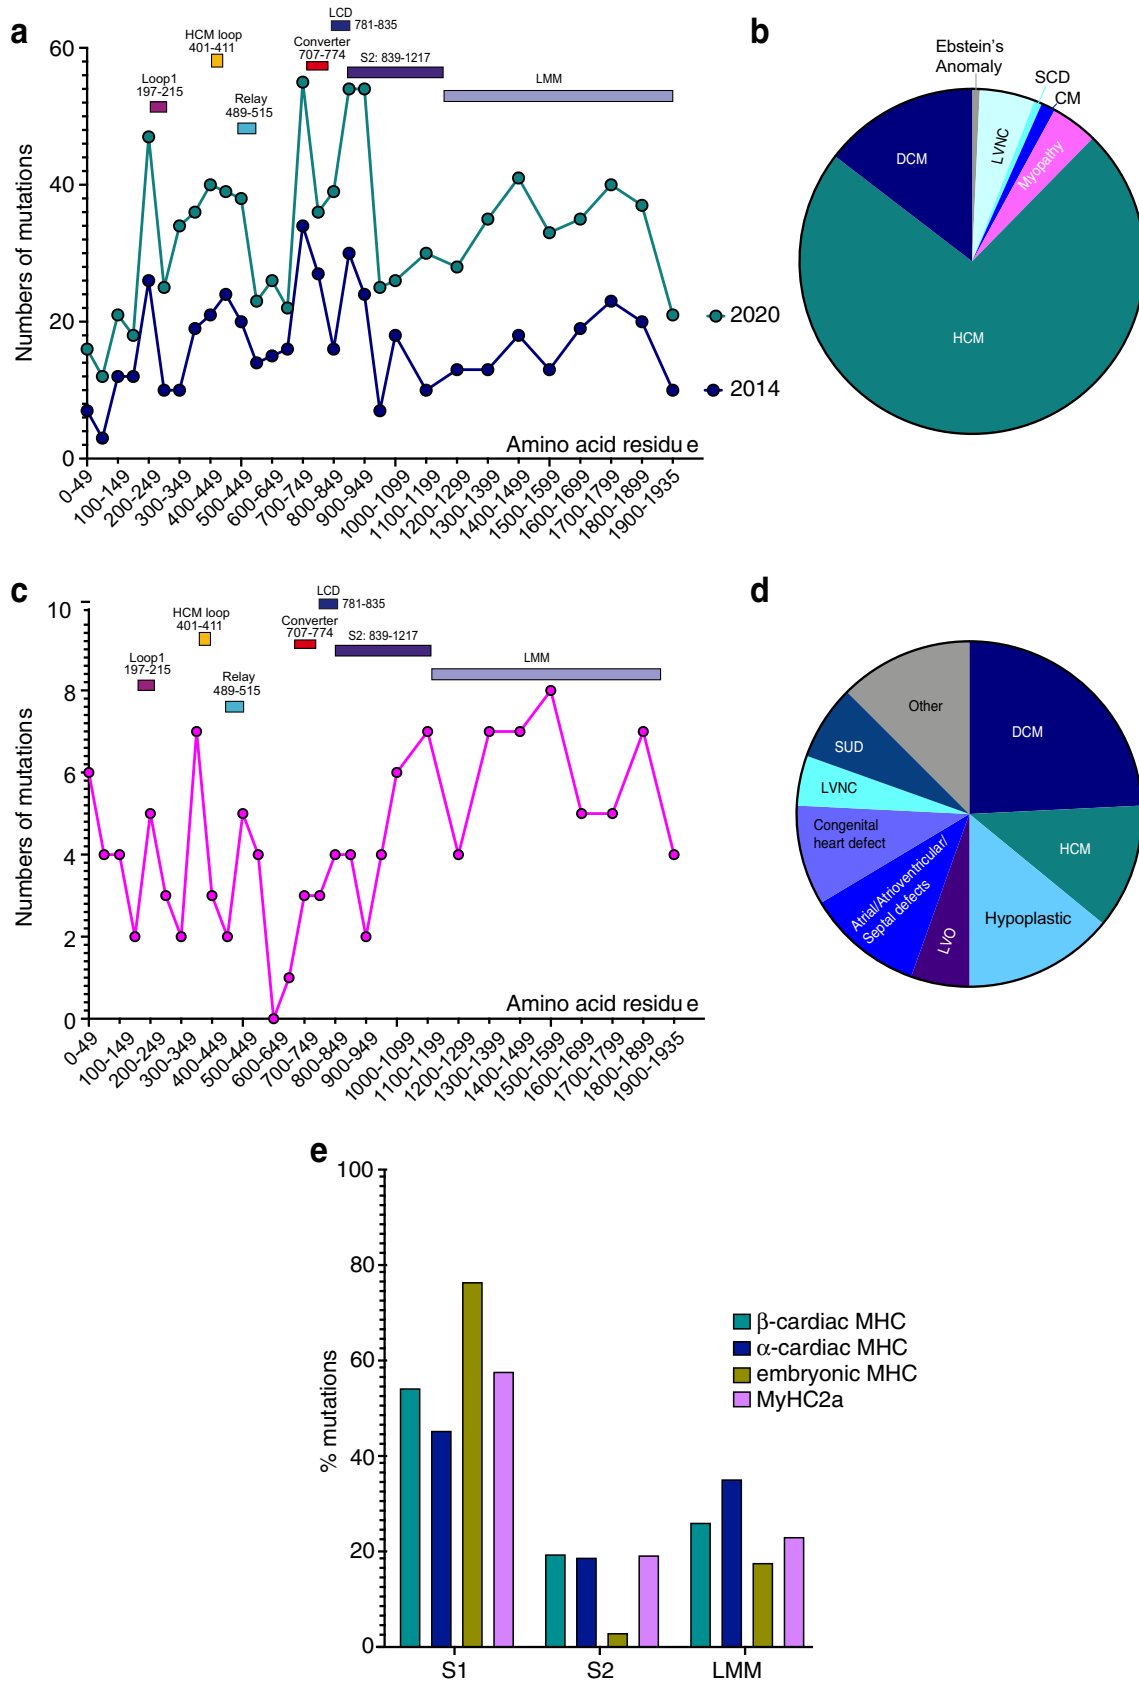 a
LCD
781-835
HCM loop
401-411
Converter
707-774
S2: 839-1217
Loop1
197-215
Relay
489-515
LMM
60
40
20
0
Numbers of mutations
2020
2014
Amino acid residue
0-49
100-149
200-249
300-349
400-449
500-449
600-649
700-749
800-849
900-949
1000-1099
1100-1199
1200-1299
1300-1399
1400-1499
1500-1599
1600-1699
1700-1799
1800-1899
1900-1935
b
Ebstein's
Anomaly
SCD
CM
LVNC
Myopathy
DCM
HCM
c
LCD
781-835
HCM loop
401-411
Converter
707-774
S2: 839-1217
Loop1
197-215
Relay
489-515
LMM
10
8
6
4
2
0
Numbers of mutations
Amino acid residue
0-49
100-149
200-249
300-349
400-449
500-449
600-649
700-749
800-849
900-949
1000-1099
1100-1199
1200-1299
1300-1399
1400-1499
1500-1599
1600-1699
1700-1799
1800-1899
1900-1935
d
Other
DCM
SUD
LVNC
HCM
Congenital
heart defect
Atrial/Atrioventricular/
Septal defects
LVO
Hypoplastic
e
100
80
60
40
20
0
% mutations
β-cardiac MHC
α-cardiac MHC
embryonic MHC
MyHC2a
S1
S2
LMM